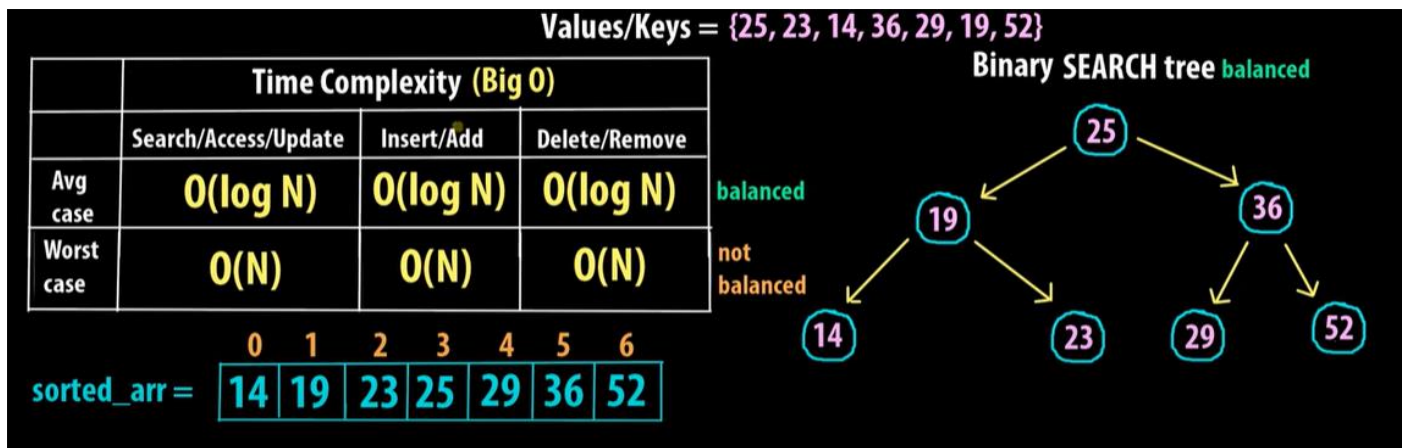 Values/Keys = {25, 23, 14, 36, 29, 19, 52}
Time Complexity (Big O)
Search/Access/Update Insert/Add Delete/Remove
Avg case O(log N) O(log N) O(log N) balanced
Worst case O(N) O(N) O(N) not balanced
0 1 2 3 4 5 6
sorted_arr = 14 19 23 25 29 36 52
Binary SEARCH tree balanced
25
19 36
14 23 29 52